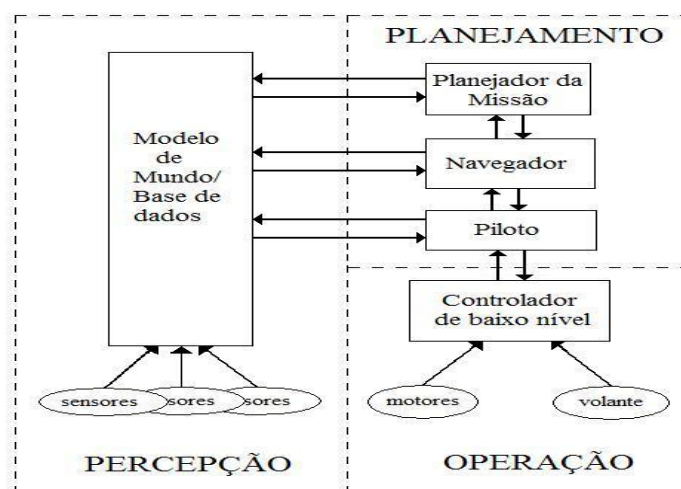 PLANEJAMENTO
Planejador da
Missão
Modelo
de
Mundo/
Base de
dados
Navegador
Piloto
Controlador
de baixo nível
sensores
sores
sores
motores
volante
PERCEPÇÃO
OPERAÇÃO